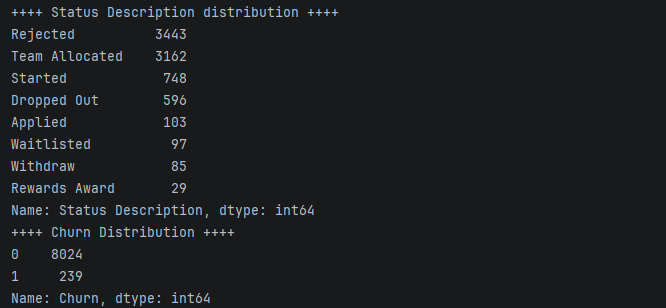 ++++ Status Description distribution ++++
Rejected          3443
Team Allocated    3162
Started            748
Dropped Out        596
Applied            103
Waitlisted          97
Withdraw            85
Rewards Award       29
Name: Status Description, dtype: int64
++++ Churn Distribution ++++
0    8024
1     239
Name: Churn, dtype: int64